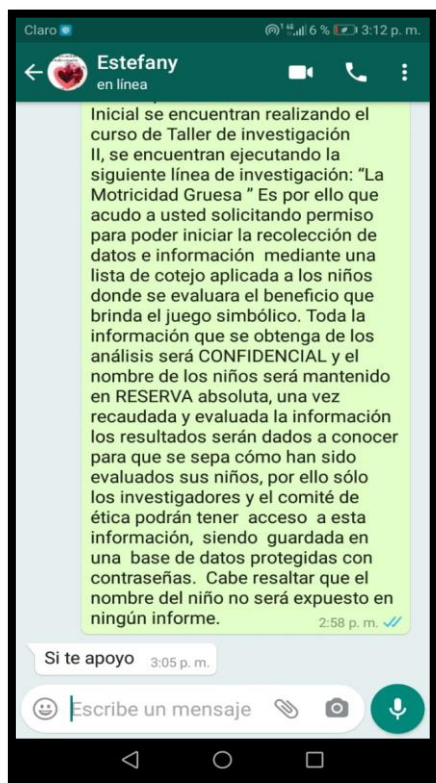 Claro 6 % 3:12 p. m.
Estefany
en línea
Inicial se encuentran realizando el
curso de Taller de investigación
II, se encuentran ejecutando la
siguiente línea de investigación: “La
Motricidad Gruesa ” Es por ello que
acudo a usted solicitando permiso
para poder iniciar la recolección de
datos e información mediante una
lista de cotejo aplicada a los niños
donde se evaluara el beneficio que
brinda el juego simbólico. Toda la
información que se obtenga de los
análisis será CONFIDENCIAL y el
nombre de los niños será mantenido
en RESERVA absoluta, una vez
recaudada y evaluada la información
los resultados serán dados a conocer
para que se sepa cómo han sido
evaluados sus niños, por ello sólo
los investigadores y el comité de
ética podrán tener acceso a esta
información, siendo guardada en
una base de datos protegidas con
contraseñas. Cabe resaltar que el
nombre del niño no será expuesto en
ningún informe. 2:58 p. m.
Si te apoyo 3:05 p. m.
Escribe un mensaje